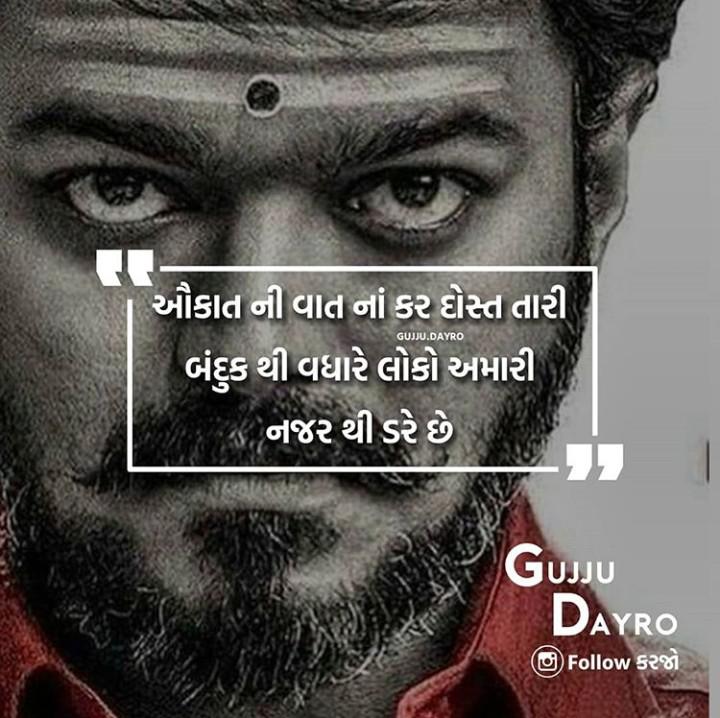 ઔકાત ની વાત નાં કર દોસ્ત તારી
GUJJU.DAYRO
બંદુક થી વધારે લોકો અમારી
નજર થી ડરે છે
GUJJU
DAYRO
Follow કરજો